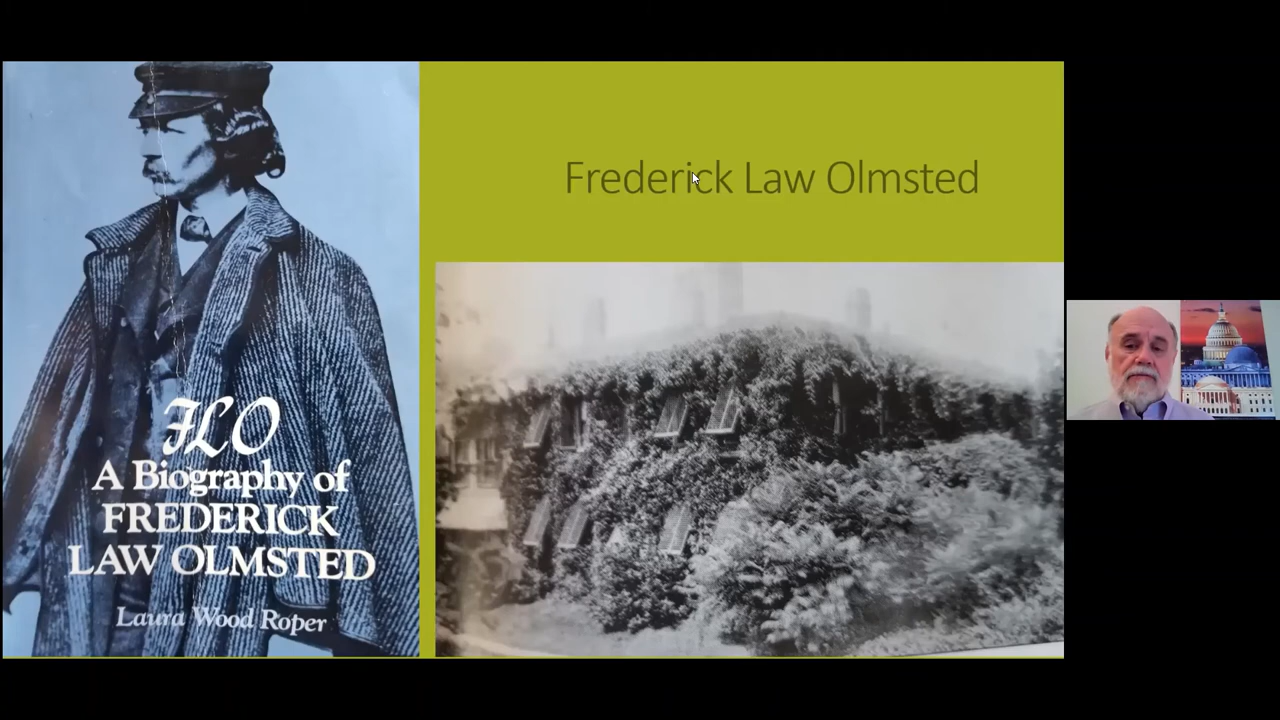 FLO
A Biography of
FREDERICK
LAW OLMSTED
Laura Wood Roper
Frederick Law Olmsted